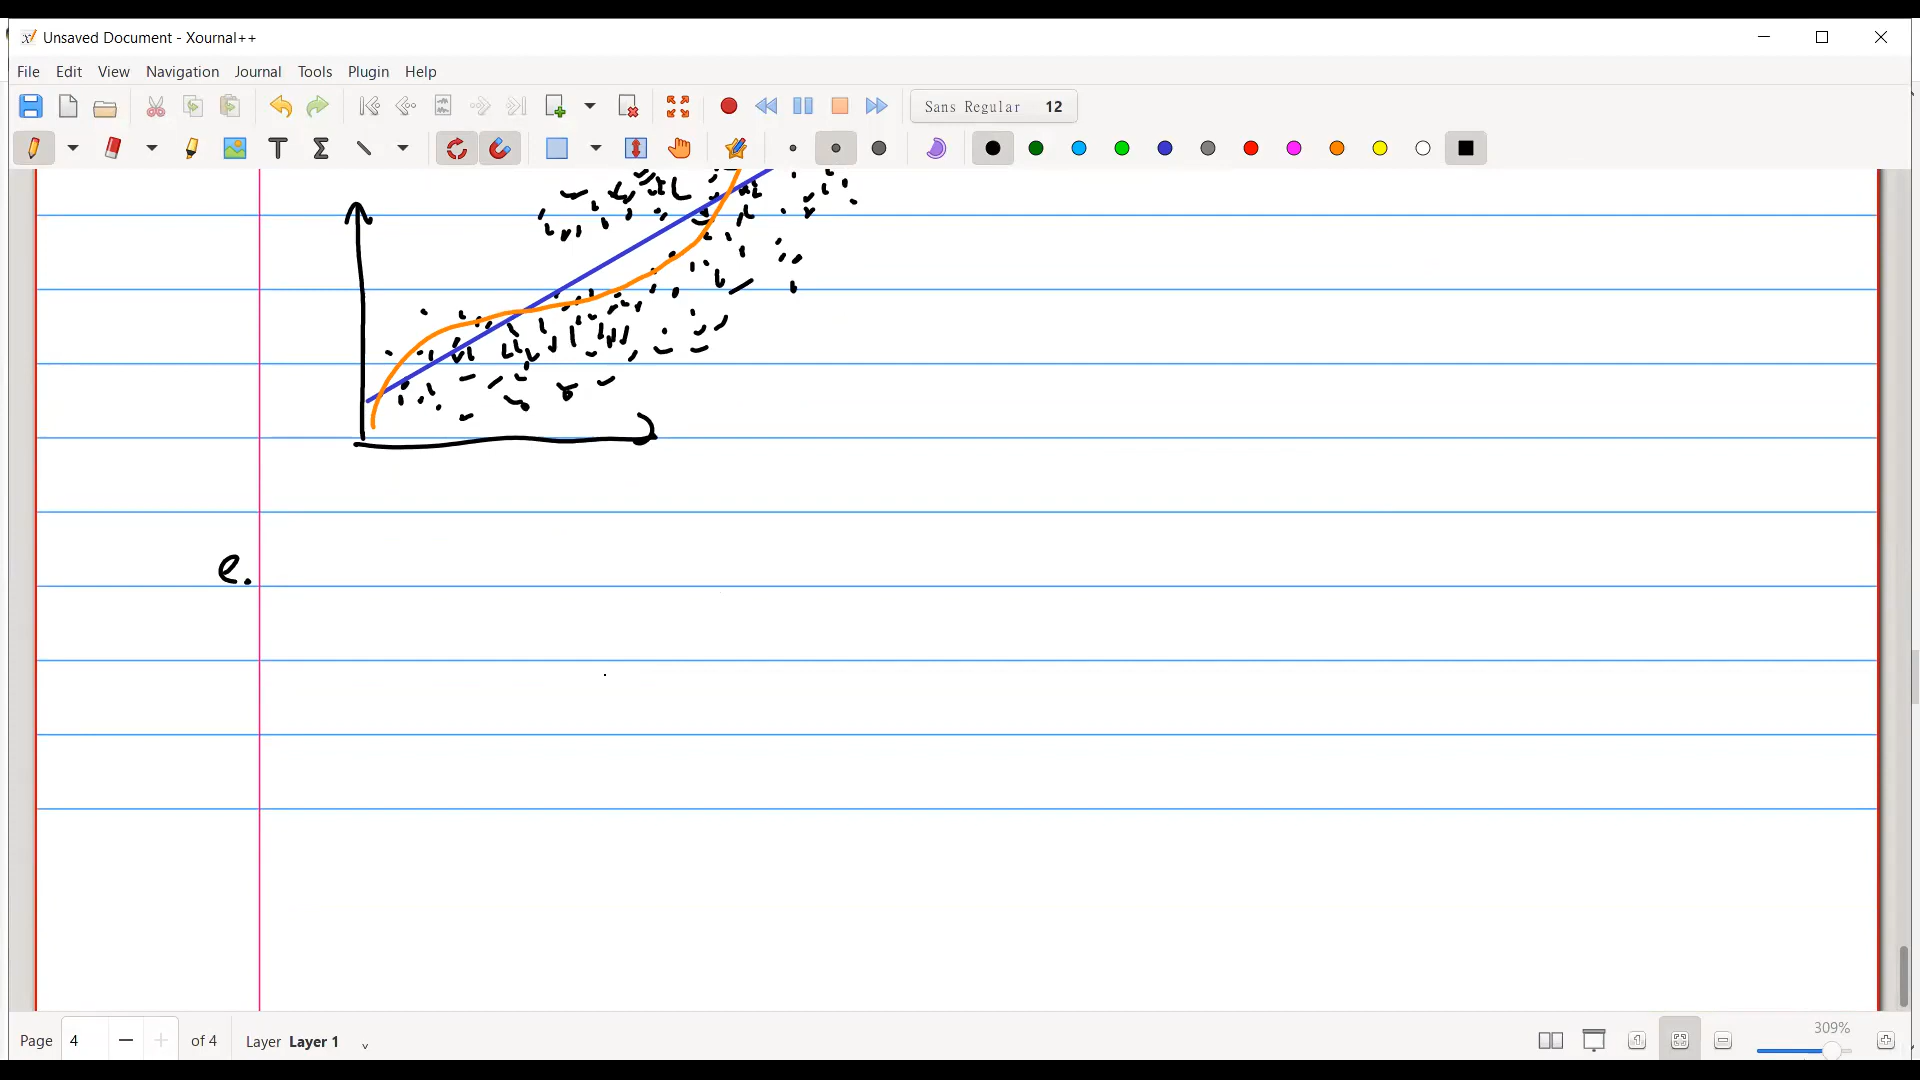 Unsaved Document - Xournal++
File Edit View Navigation Journal Tools Plugin Help
Sans Regular 12
e.
Page 4 of 4 Layer Layer 1
309%